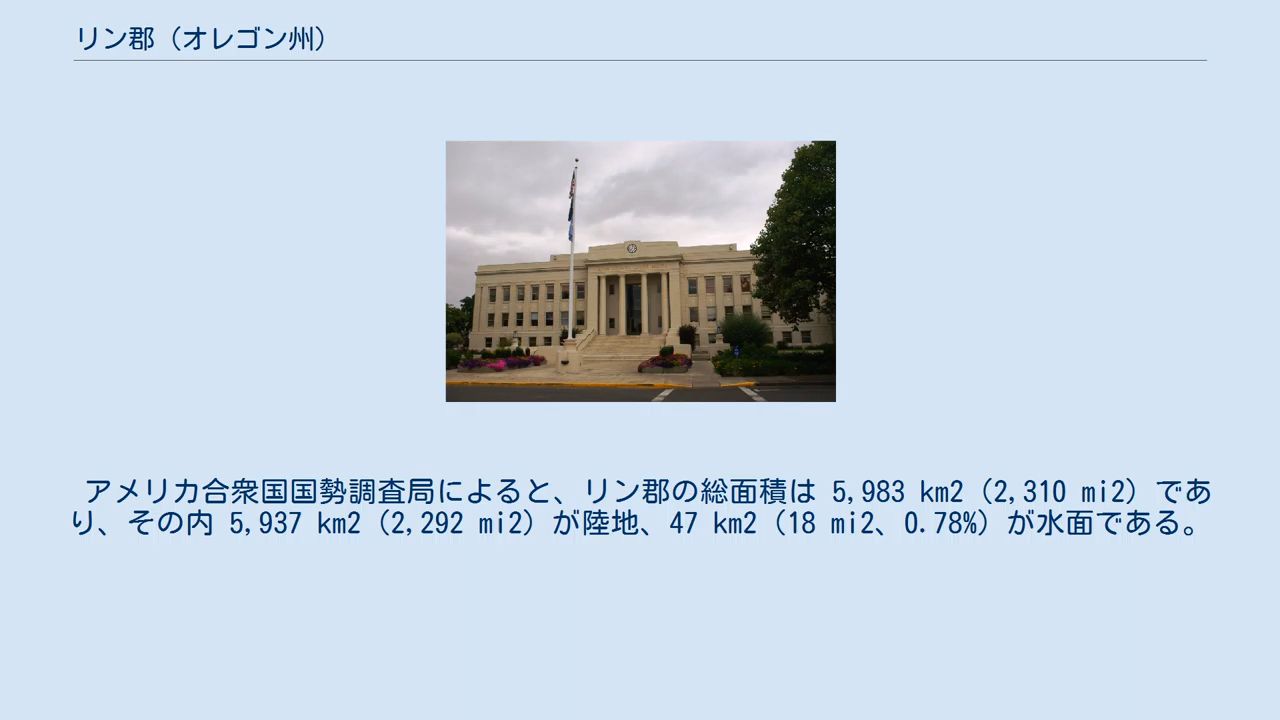 リン郡（オレゴン州）
アメリカ合衆国国勢調査局によると、リン郡の総面積は 5,983 km2（2,310 mi2）であ
り、その内 5,937 km2（2,292 mi2）が陸地、47 km2（18 mi2、0.78%）が水面である。